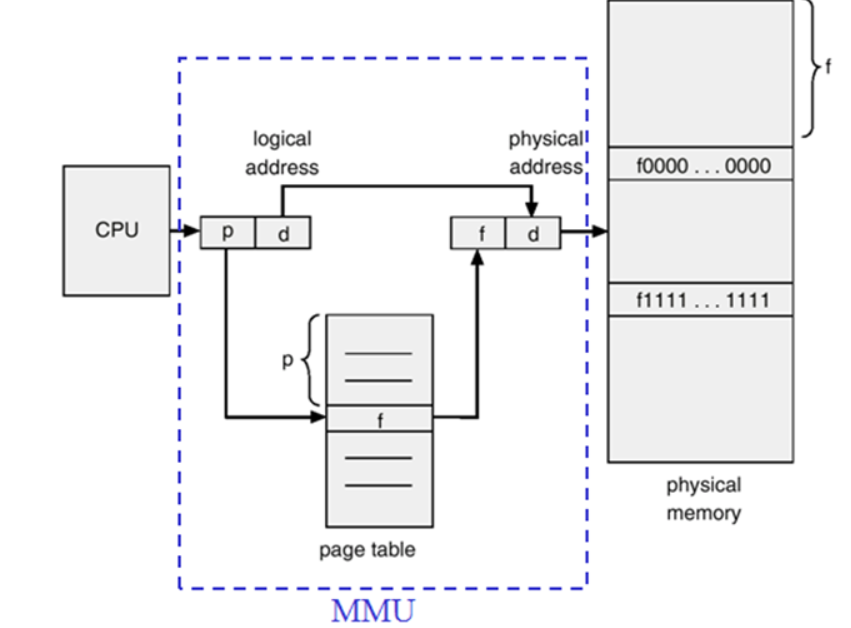 f
logical
address
physical
address
f0000 . . . 0000
CPU
p
d
f
d
f1111 . . . 1111
p
f
physical
memory
page table
MMU